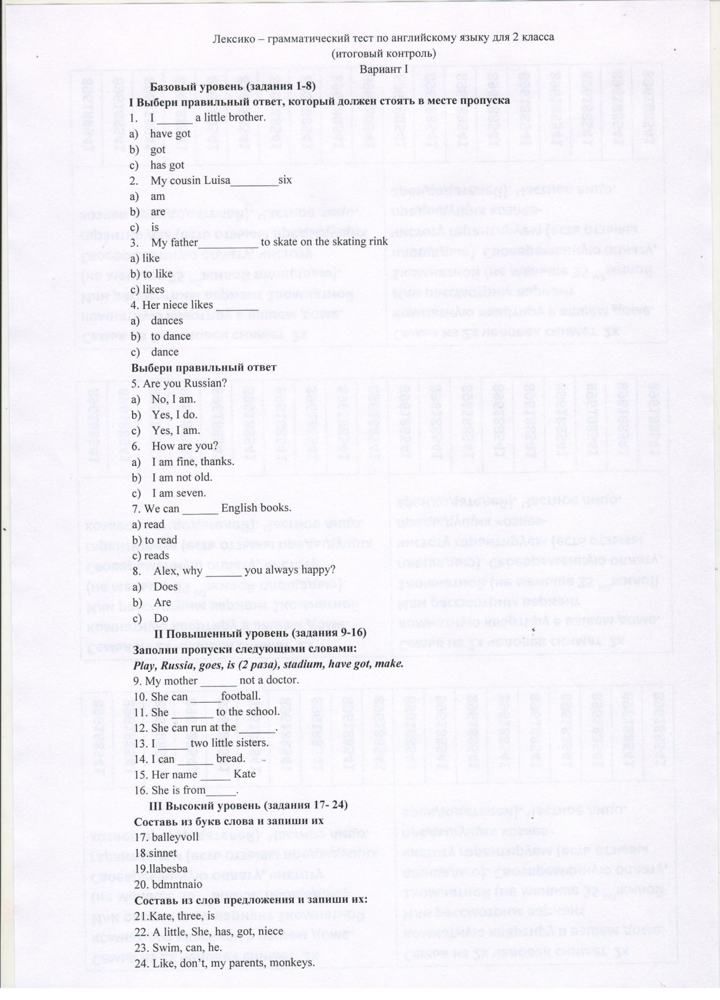 Лексико – грамматический тест по английскому языку для 2 класса
(итоговый контроль)
Вариант I
Базовый уровень (задания 1-8)
I Выбери правильный ответ, который должен стоять в месте пропуска
1. I ______ a little brother.
a) have got
b) got
c) has got
2. My cousin Luisa________six
a) am
b) are
c) is
3. My father__________ to skate on the skating rink
a) like
b) to like
c) likes
4. Her niece likes _______
a) dances
b) to dance
c) dance
Выбери правильный ответ
5. Are you Russian?
a) No, I am.
b) Yes, I do.
c) Yes, I am.
6. How are you?
a) I am fine, thanks.
b) I am not old.
c) I am seven.
7. We can ______ English books.
a) read
b) to read
c) reads
8. Alex, why ______ you always happy?
a) Does
b) Are
c) Do
II Повышенный уровень (задания 9-16)
Заполни пропуски следующими словами:
Play, Russia, goes, is (2 раза), stadium, have got, make.
9. My mother ______ not a doctor.
10. She can _____ football.
11. She _______ to the school.
12. She can run at the ______.
13. I _____ two little sisters.
14. I can ______ bread.
15. Her name _____ Kate
16. She is from_____.
III Высокий уровень (задания 17- 24)
Составь из букв слова и запиши их
17. balleyvoll
18.sinnet
19.llabesba
20. bdmntnaio
Составь из слов предложения и запиши их:
21.Kate, three, is
22. A little, She, has, got, niece
23. Swim, can, he.
24. Like, don't, my parents, monkeys.